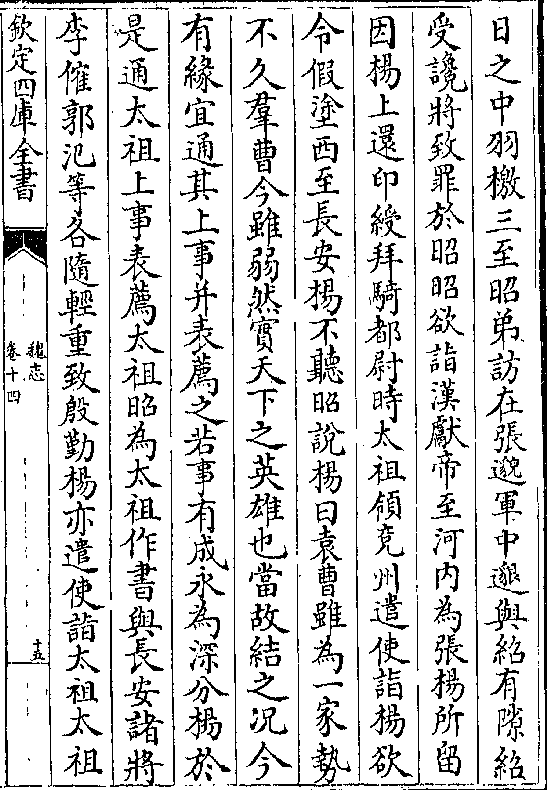 日之中羽檄三至昭弟訪在張邈軍中邈與紹有隙紹
受讒將致罪於昭昭欲詣漢獻帝至河内為張楊所留
因楊上還印綬拜騎都尉時太祖領兖州遣使詣楊欲
令假塗西至長安楊不聽昭說楊曰袁曹雖為一家勢
不久羣曹今雖弱然實天下之英雄也當故結之况今
有緣宜通其上事并表薦之若事有成永為深分楊於
是通太祖上事表薦太祖昭為太祖作書與長安諸將
李傕郭汜等各隨輕重致殷勤楊亦遣使詣太祖太祖
欽定四庫全書
魏志
卷十四
十五